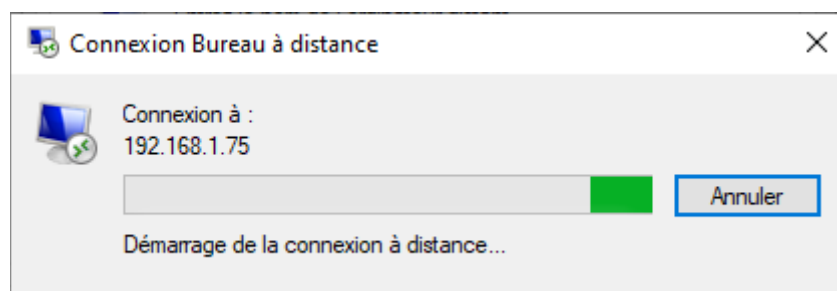 Connexion Bureau à distance
Connexion à :
192.168.1.75
Annuler
Démarrage de la connexion à distance...